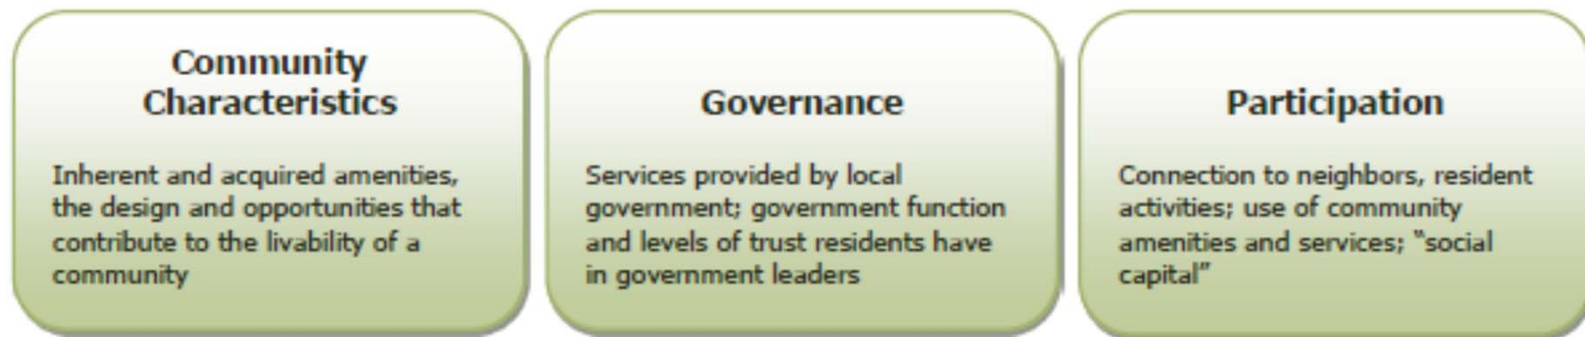 Community
Characteristics
Inherent and acquired amenities,
the design and opportunities that
contribute to the livability of a
community
Governance
Services provided by local
government; government function
and levels of trust residents have
in government leaders
Participation
Connection to neighbors, resident
activities; use of community
amenities and services; “social
capital”